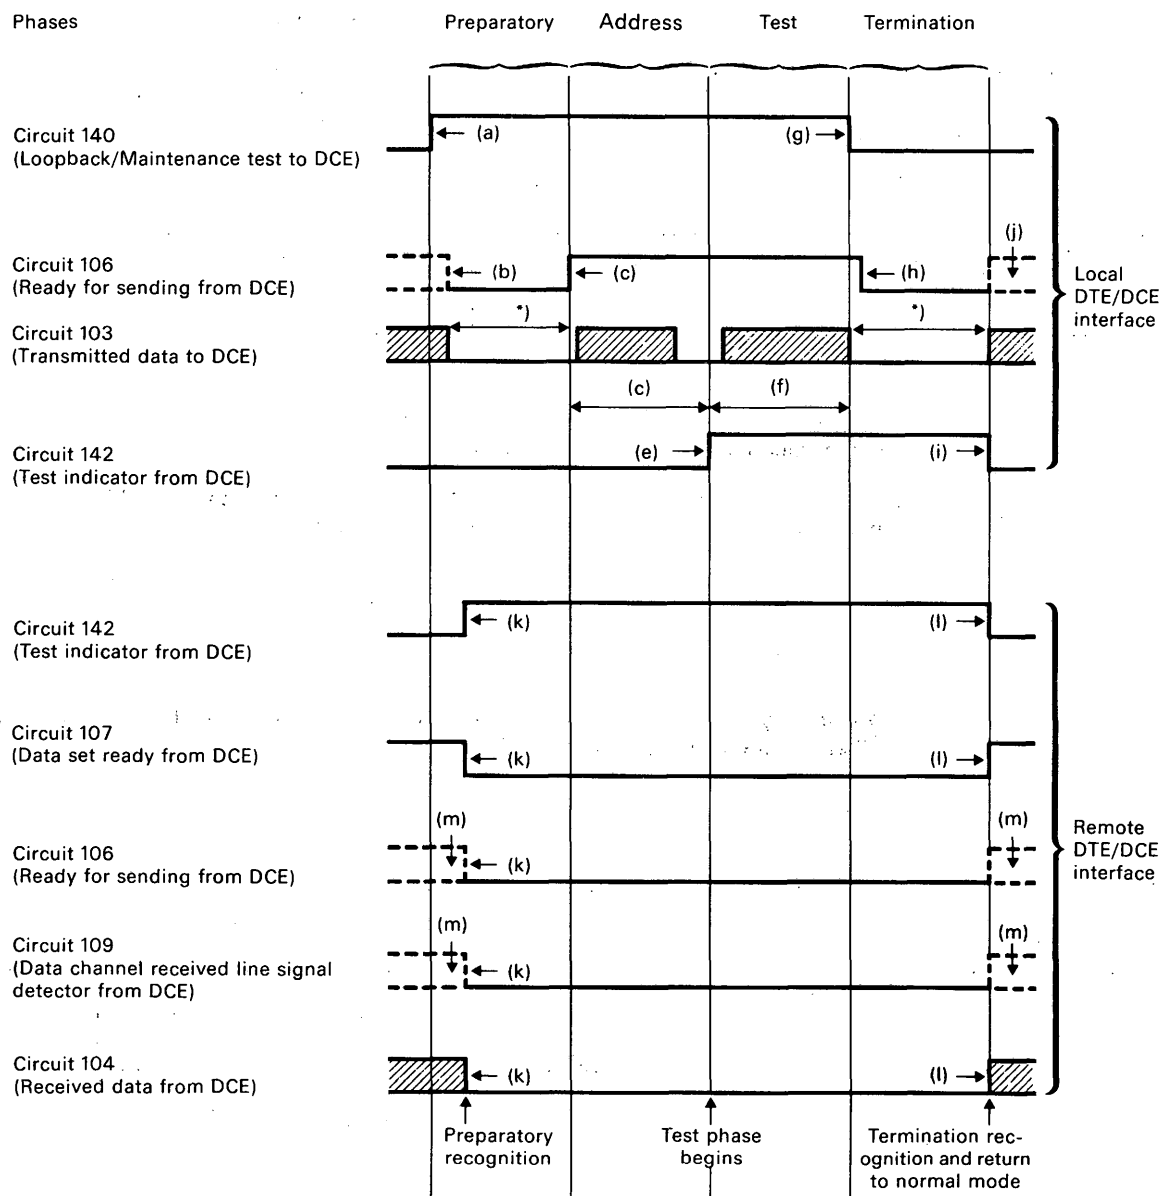 Phases Preparatory Address Test Termination
Circuit 140
(Loopback/Maintenance test to DCE)
(a)
(g)
Circuit 106
(Ready for sending from DCE)
(b)
(c)
(h)
(j)
Circuit 103
(Transmitted data to DCE)
*)
*)
(c)
(f)
Circuit 142
(Test indicator from DCE)
(e)
(i)
Local
DTE/DCE
interface
Circuit 142
(Test indicator from DCE)
(k)
(l)
Circuit 107
(Data set ready from DCE)
(k)
(l)
Circuit 106
(Ready for sending from DCE)
(m)
(k)
(m)
Circuit 109
(Data channel received line signal
detector from DCE)
(m)
(k)
(m)
Circuit 104
(Received data from DCE)
(k)
(l)
Remote
DTE/DCE
interface
Preparatory
recognition
Test phase
begins
Termination rec-
ognition and return
to normal mode